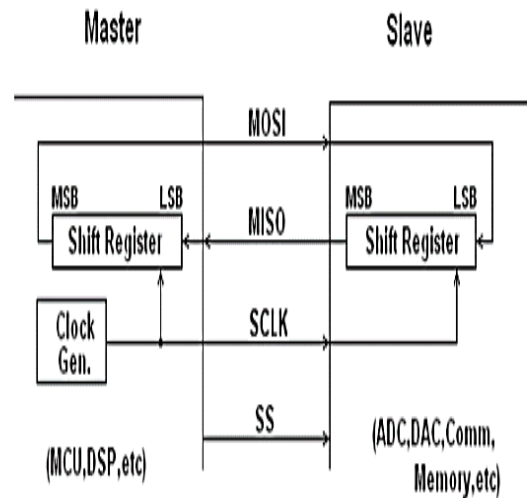 Master Slave
MOSI
MSB LSB MISO MSB LSB
Shift Register Shift Register
Clock
Gen.
SCLK
SS
(MCU,DSP,etc)
(ADC,DAC,Comm,
Memory,etc)